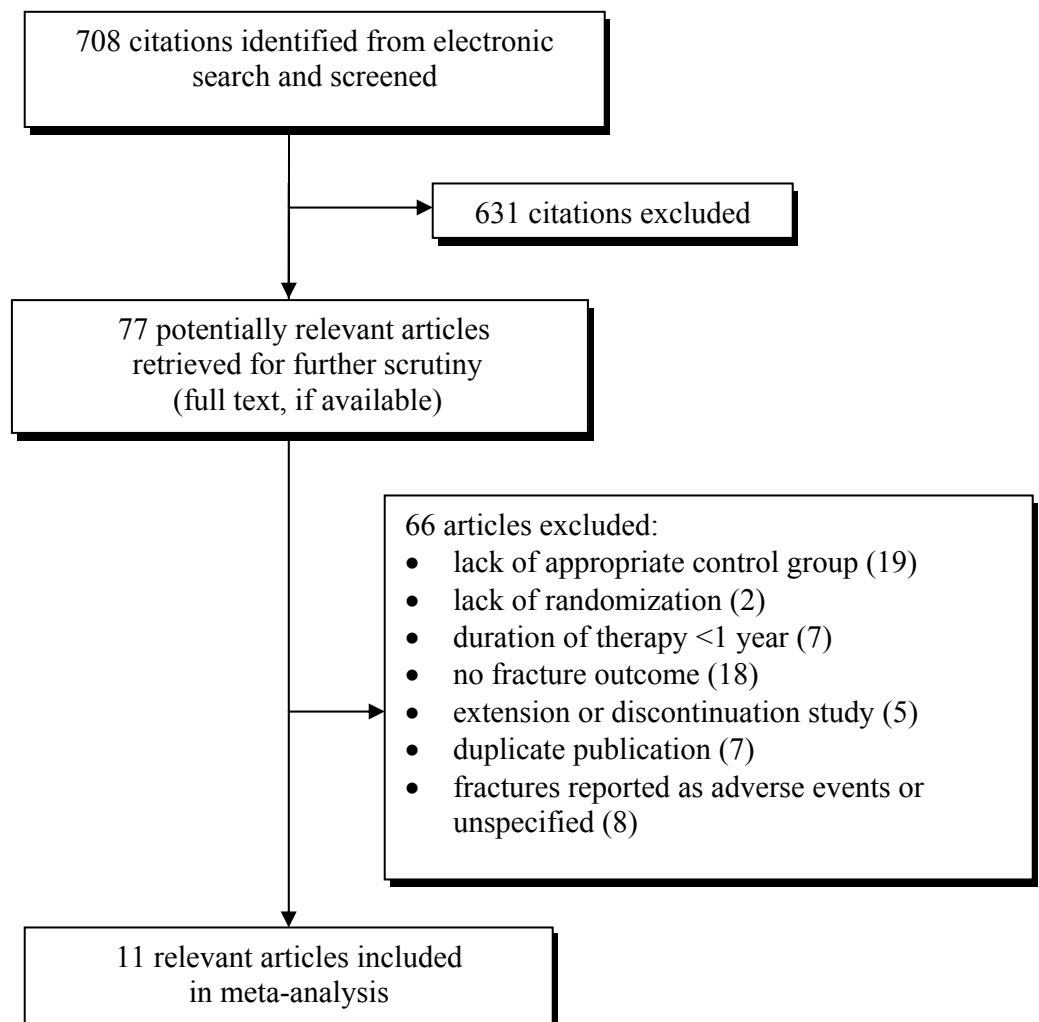 708 citations identified from electronic
search and screened
631 citations excluded
77 potentially relevant articles
retrieved for further scrutiny
(full text, if available)
66 articles excluded:
• lack of appropriate control group (19)
• lack of randomization (2)
• duration of therapy <1 year (7)
• no fracture outcome (18)
• extension or discontinuation study (5)
• duplicate publication (7)
• fractures reported as adverse events or
unspecified (8)
11 relevant articles included
in meta-analysis